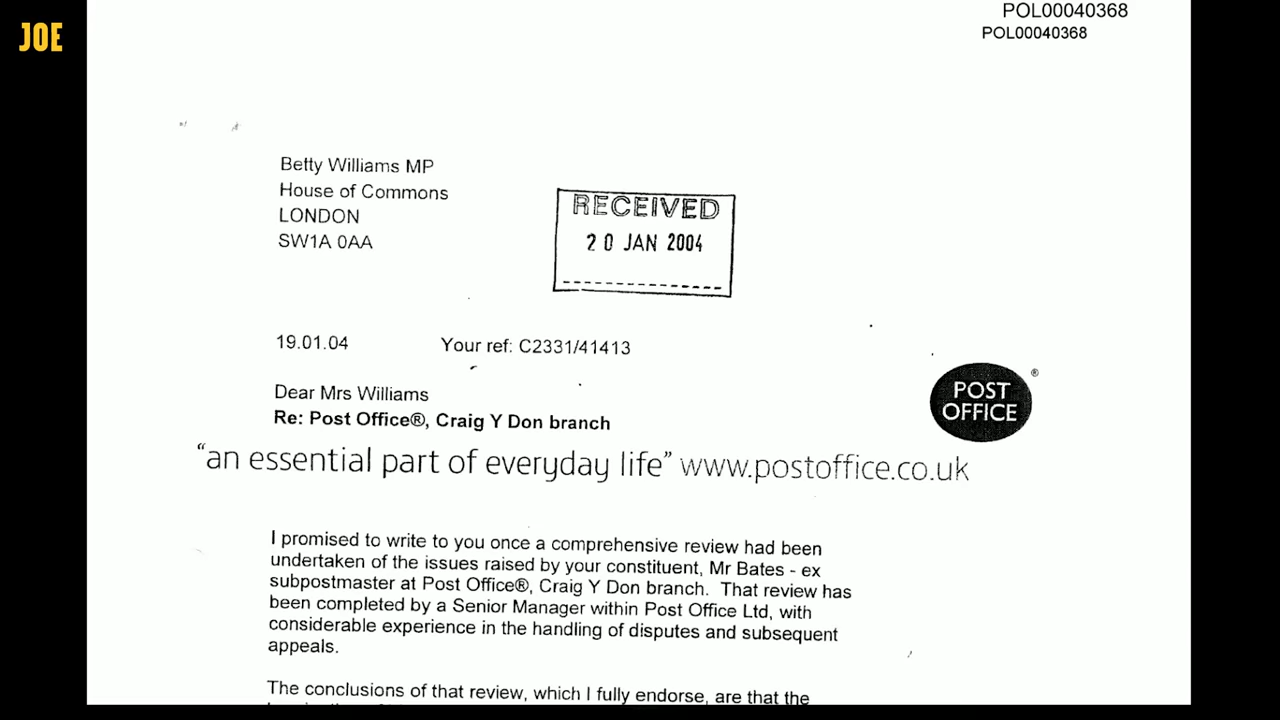 JOE
POL00040368
POL00040368
Betty Williams MP
House of Commons
LONDON
SW1A 0AA
RECEIVED
20 JAN 2004
19.01.04 Your ref: C2331/41413
Dear Mrs Williams
Re: Post Office®, Craig Y Don branch
POST
OFFICE
®
"an essential part of everyday life" www.postoffice.co.uk
I promised to write to you once a comprehensive review had been
undertaken of the issues raised by your constituent, Mr Bates - ex
subpostmaster at Post Office®, Craig Y Don branch. That review has
been completed by a Senior Manager within Post Office Ltd, with
considerable experience in the handling of disputes and subsequent
appeals.
The conclusions of that review, which I fully endorse, are that the